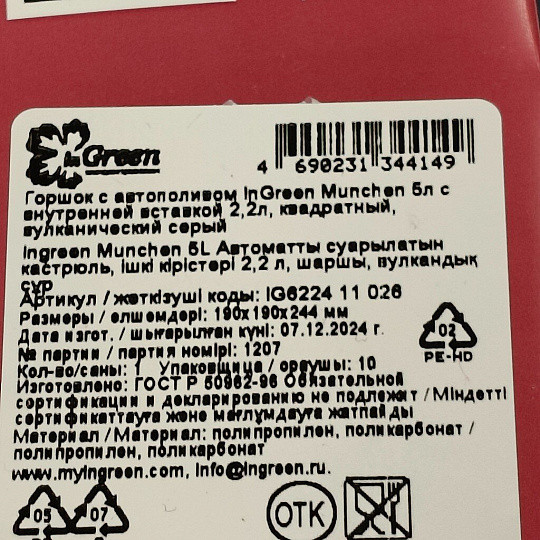 InGreen
4 690231 344149
Горшок с автополивом InGreen Munchen 5л с
внутренней вставкой 2,2л, квадратный,
вулканический серый
Ingreen Munchen 5L Автоматты суарылатын
кастрюль, ішкі кірістері 2,2 л, шаршы, вулкандық
сұр
Артикул / жеткізуші коды: IG6224 11 026
Размеры / өлшемдері: 190x190x244 мм
Дата изгот. / шығарылған күні: 07.12.2024 г.
№ партии / партия номірі: 1207
Кол-во/саны: 1 Упаковщица / ораушы: 10
Изготовлено: ГОСТ Р 50962-96 Обязательной
сертификации и декларированию не подлежит / Міндетті
сертификаттауға және мағлұмдауға жатпайды
Материал / Материал: полипропилен, поликарбонат /
полипропилен, поликарбонат
www.myingreen.com, info@ingreen.ru.
02
PE-HD
05 07
ОТК